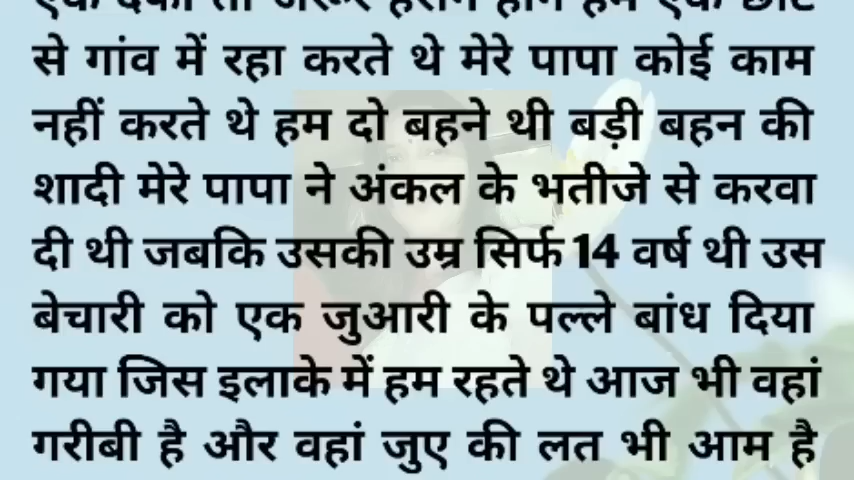 से गांव में रहा करते थे मेरे पापा कोई काम
नहीं करते थे हम दो बहने थी बड़ी बहन की
शादी मेरे पापा ने अंकल के भतीजे से करवा
दी थी जबकि उसकी उम्र सिर्फ 14 वर्ष थी उस
बेचारी को एक जुआरी के पल्ले बांध दिया
गया जिस इलाके में हम रहते थे आज भी वहां
गरीबी है और वहां जुए की लत भी आम है